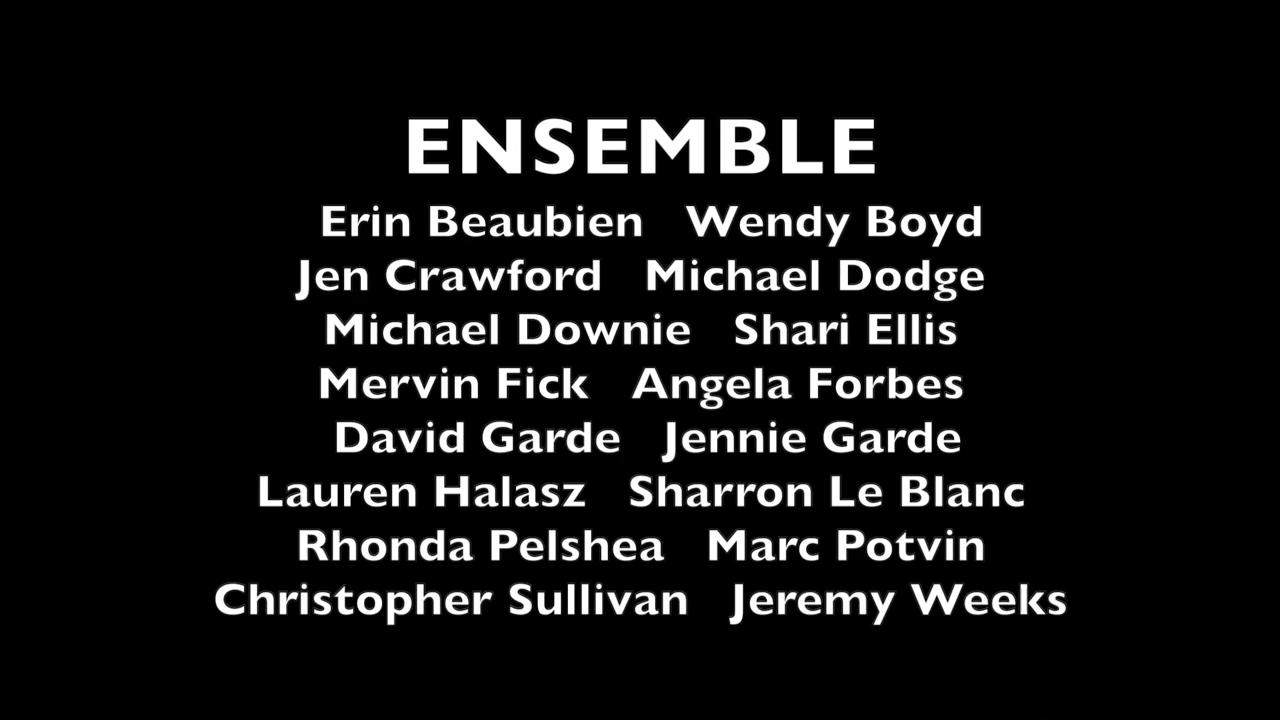 ENSEMBLE
Erin Beaubien Wendy Boyd
Jen Crawford Michael Dodge
Michael Downie Shari Ellis
Mervin Fick Angela Forbes
David Garde Jennie Garde
Lauren Halasz Sharron Le Blanc
Rhonda Pelshea Marc Potvin
Christopher Sullivan Jeremy Weeks